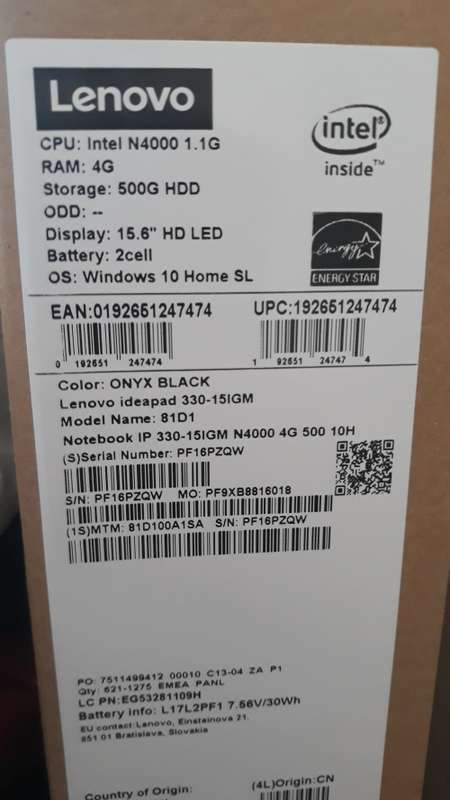 Lenovo
CPU: Intel N4000 1.1G
RAM: 4G
Storage: 500G HDD
ODD: --
Display: 15.6" HD LED
Battery: 2cell
OS: Windows 10 Home SL
intel®
inside™
energy
ENERGY STAR
EAN:0192651247474
UPC:192651247474
0 192651 247474
1 92651 24747 4
Color: ONYX BLACK
Lenovo ideapad 330-15IGM
Model Name: 81D1
Notebook IP 330-15IGM N4000 4G 500 10H
(S)Serial Number: PF16PZQW
S/N: PF16PZQW MO: PF9XB8816018
(1S)MTM: 81D100A1SA S/N: PF16PZQW
PO: 7511499412 00010 C13-04 ZA P1
Qty: 621-1275 EMEA PANL
LC PN:EG53281109H
Battery info: L17L2PF1 7.56V/30Wh
EU contact:Lenovo, Einsteinova 21,
851 01 Bratislava, Slovakia
Country of Origin:
(4L)Origin:CN